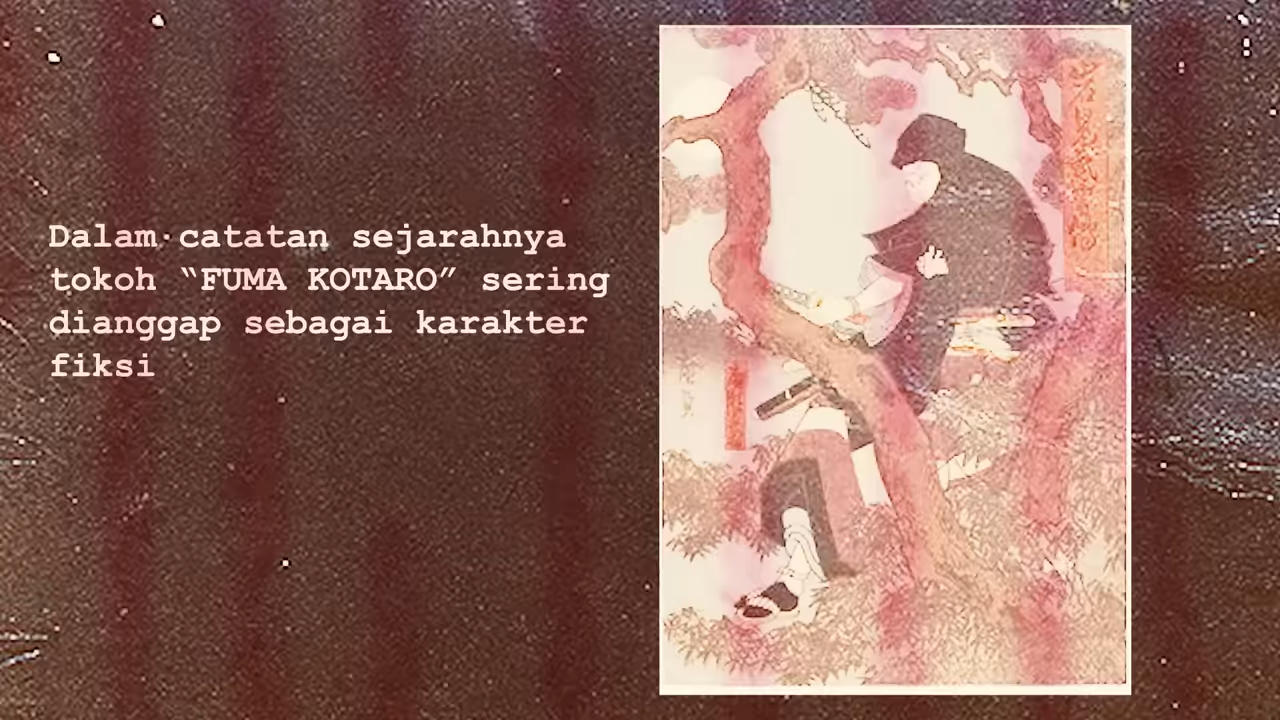 Dalam catatan sejarahnya
tokoh “FUMA KOTARO” sering
dianggap sebagai karakter
fiksi